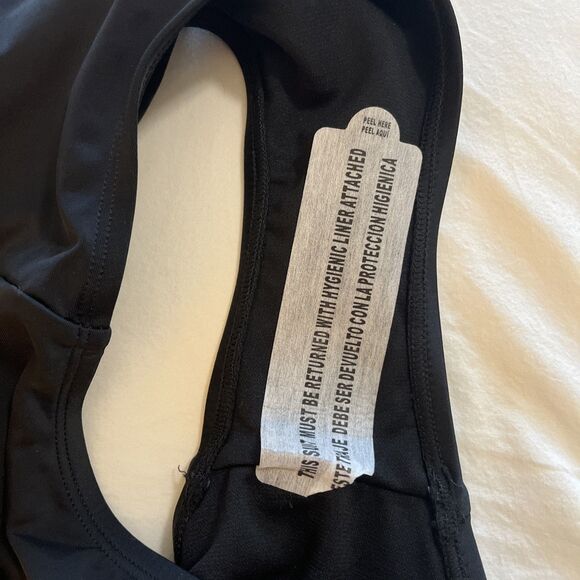 PEEL HERE
PEEL AQUÍ
THIS SUIT MUST BE RETURNED WITH HYGIENIC LINER ATTACHED
ESTE TRAJE DEBE SER DEVUELTO CON LA PROTECCION HIGIENICA